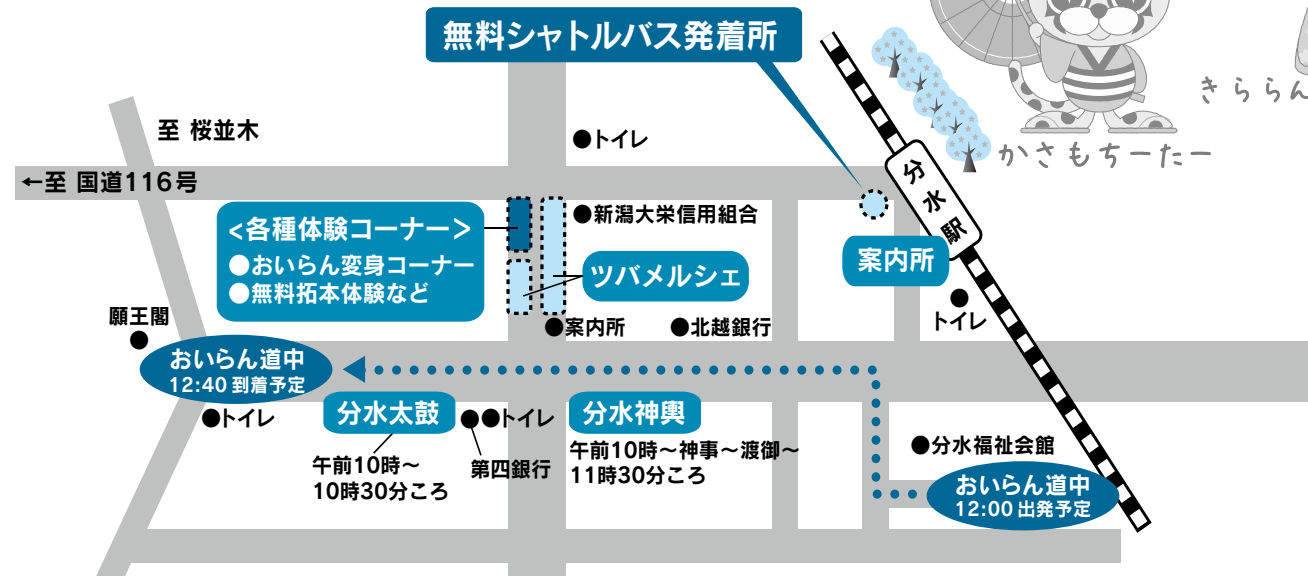 無料シャトルバス発着所
きららん
かさもちーたー
至 桜並木
●トイレ
←至 国道116号
分水駅
<各種体験コーナー>
●おいらん変身コーナー
●無料拓本体験など
●新潟大栄信用組合
ツバメルシェ
案内所
●トイレ
願王閣
●案内所
●北越銀行
おいらん道中
12:40 到着予定
●トイレ
分水太鼓
午前10時～
10時30分ころ
●●トイレ
第四銀行
分水神輿
午前10時～神事～渡御～
11時30分ころ
●分水福祉会館
おいらん道中
12:00 出発予定